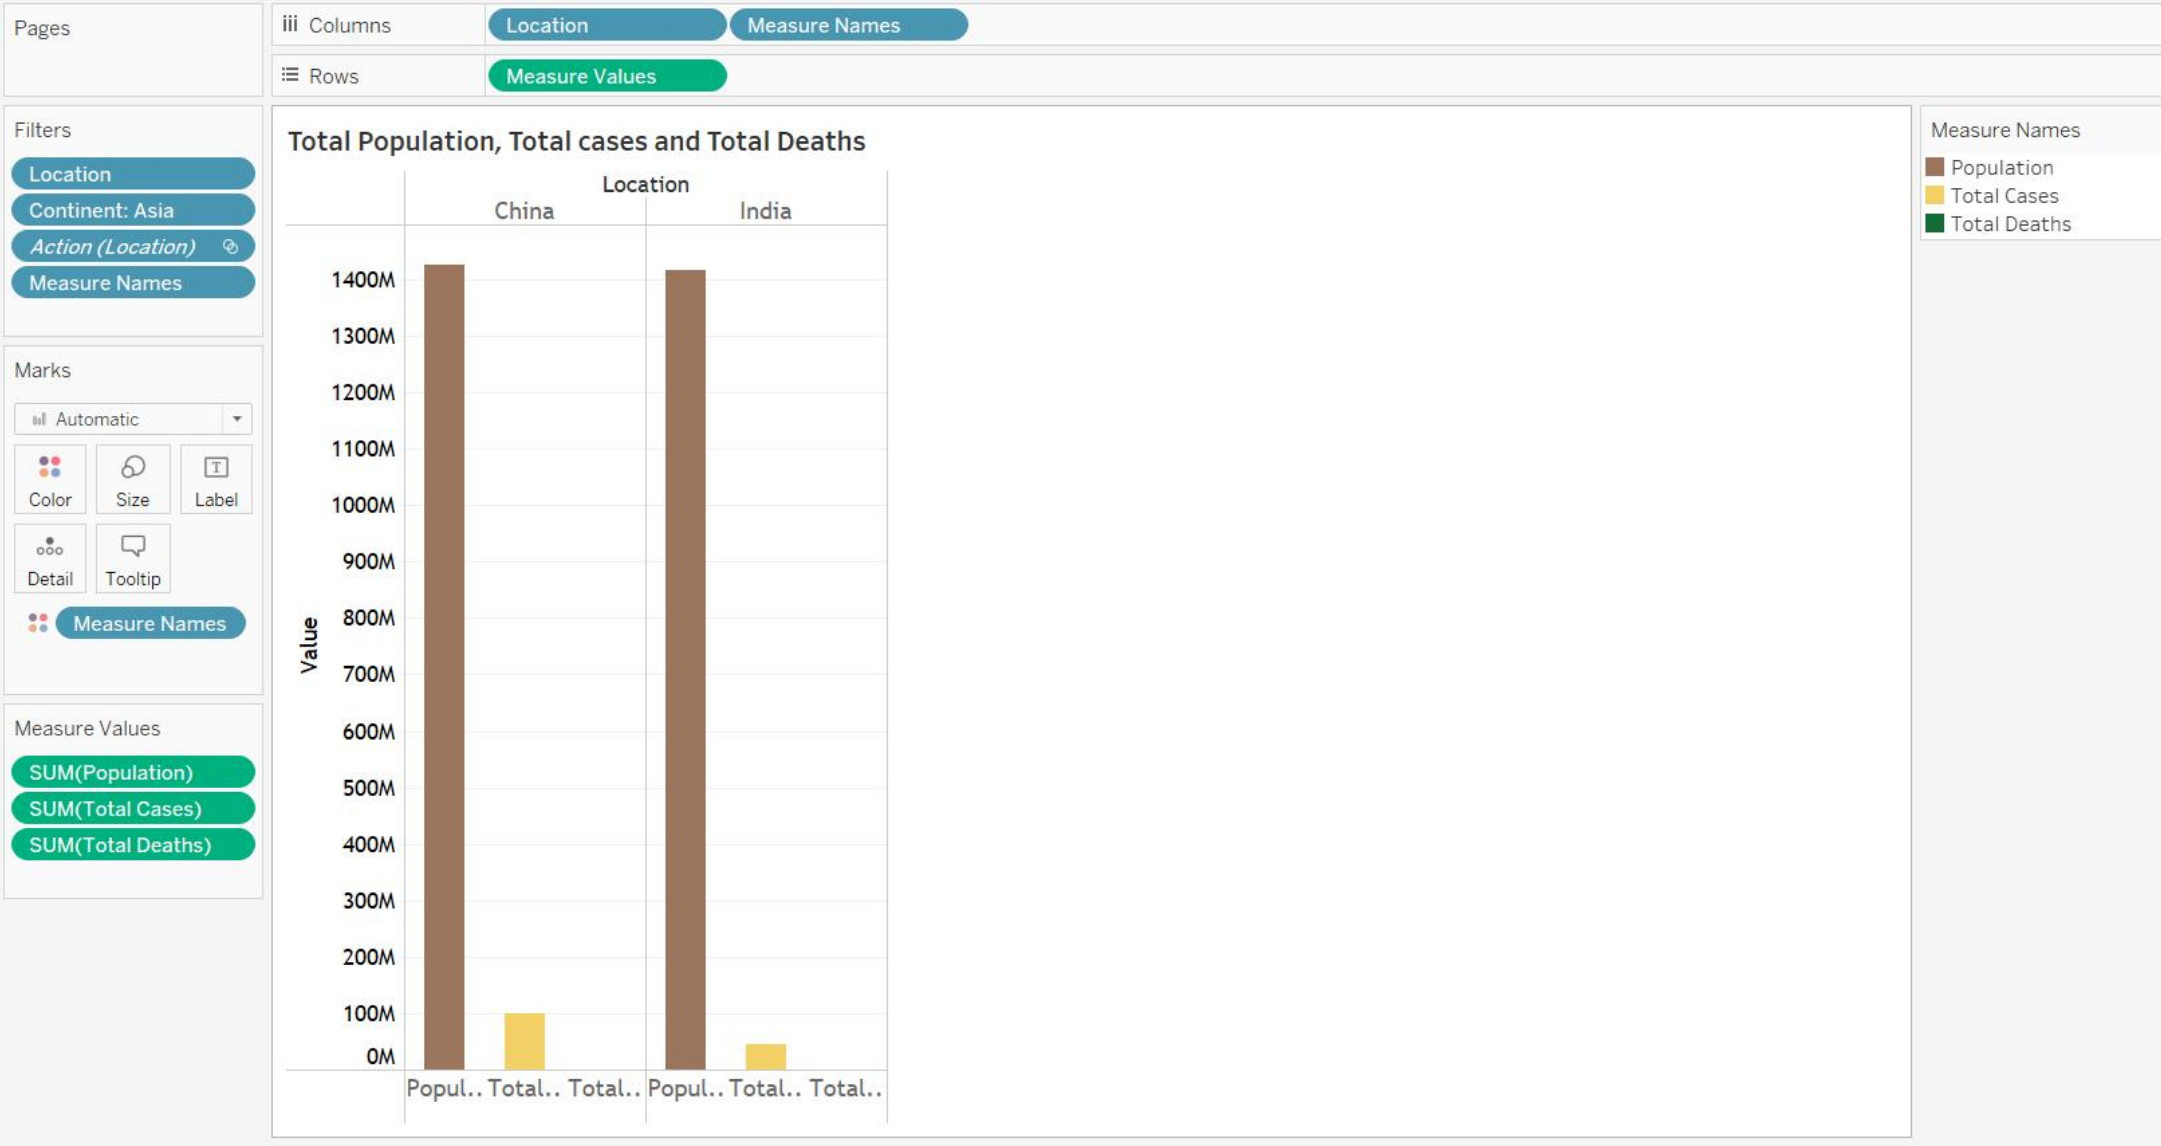 Pages
Columns
Location
Measure Names
Rows
Measure Values
Filters
Location
Continent: Asia
Action (Location)
Measure Names
Marks
Automatic
Color
Size
T
Label
Detail
Tooltip
Measure Names
Measure Values
SUM(Population)
SUM(Total Cases)
SUM(Total Deaths)
Total Population, Total cases and Total Deaths
Location
China
India
1400M
1300M
1200M
1100M
1000M
900M
800M
700M
600M
500M
400M
300M
200M
100M
0M
Value
Popul.. Total.. Total.. Popul.. Total.. Total..
Measure Names
Population
Total Cases
Total Deaths